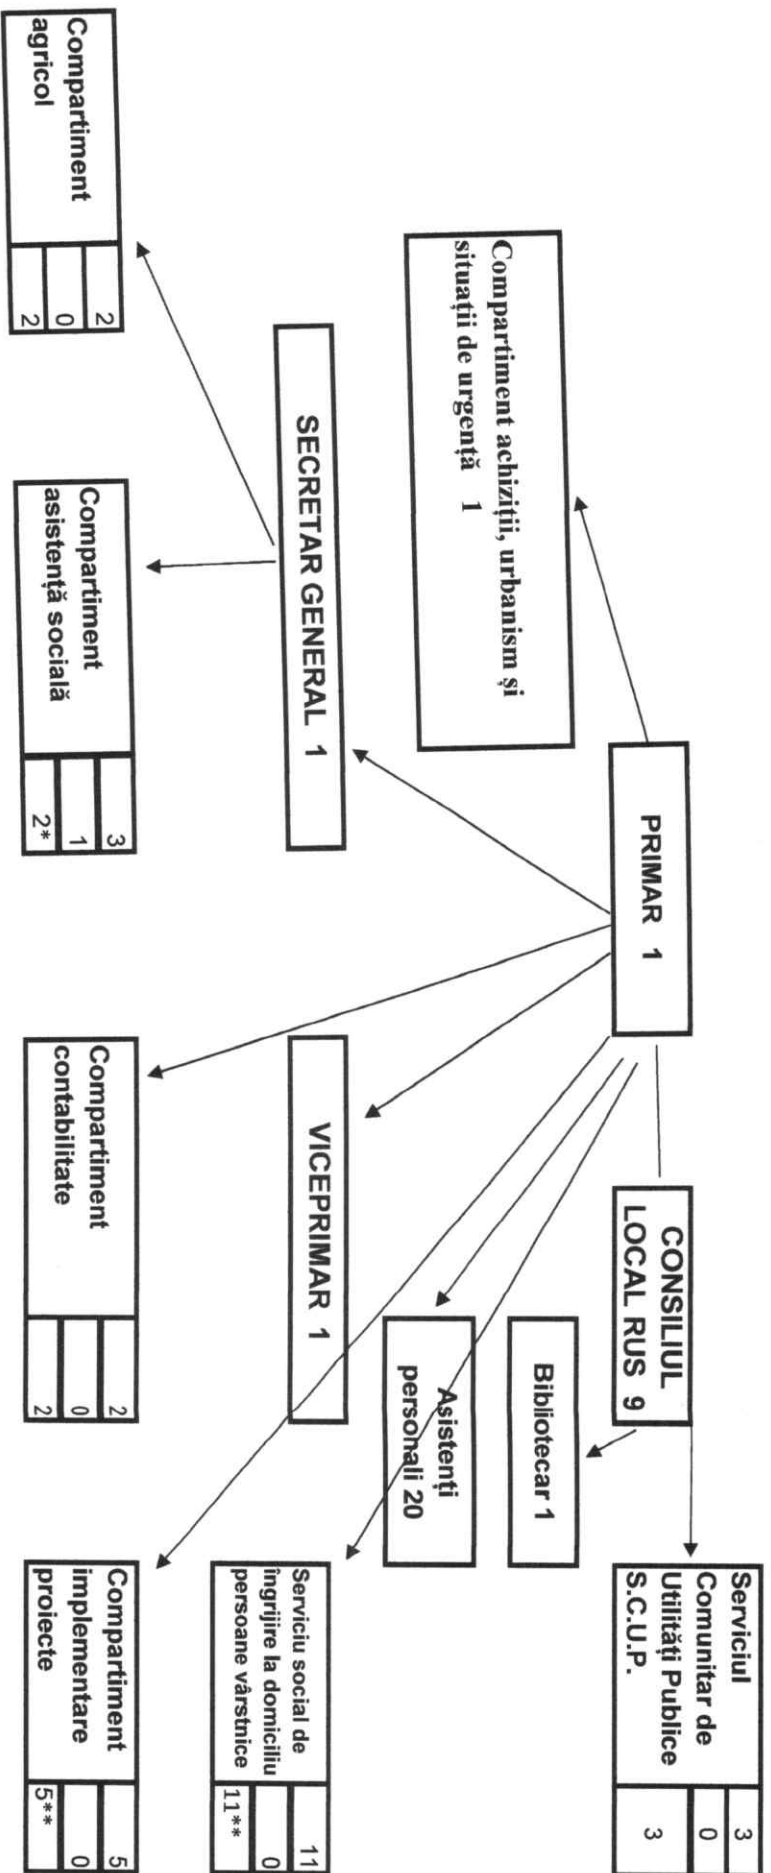 PRIMAR 1
CONSILIUL
LOCAL RUS 9
Serviciul
Comunitar de
Utilități Publice
S.C.U.P.
3
0
3
Compartiment achiziții, urbanism și
situații de urgență 1
Bibliotecar 1
Asistenți
personali 20
SECRETAR GENERAL 1
VICEPRIMAR 1
Serviciu social de
îngrijire la domiciliu
persoane vârstnice
11
0
11**
Compartiment
agricol
2
0
2
Compartiment
asistență socială
3
1
2*
Compartiment
contabilitate
2
0
2
Compartiment
implementare
proiecte
5
0
5**